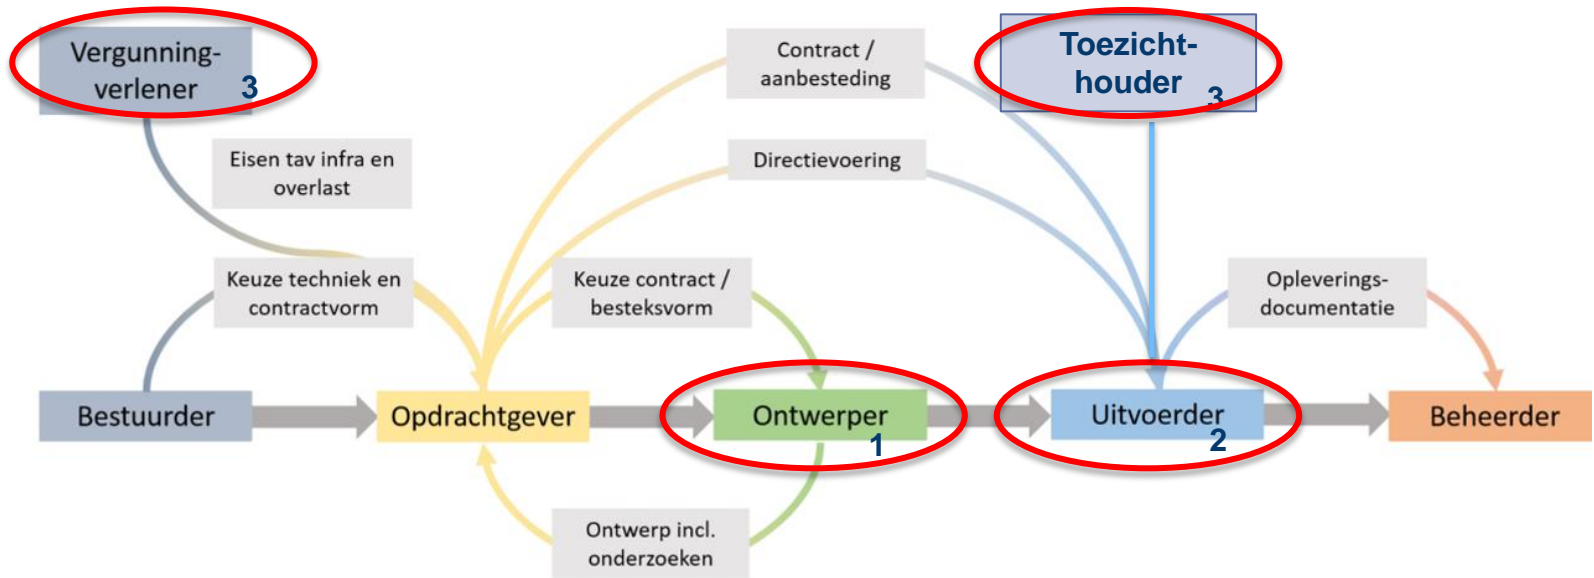 Vergunning-
verlener
3
Contract /
aanbesteding
Toezicht-
houder
3
Eisen tav infra en
overlast
Directievoering
Keuze techniek en
contractvorm
Keuze contract /
besteksvorm
Opleverings-
documentatie
Bestuurder
Opdrachtgever
Ontwerper
1
Uitvoerder
2
Beheerder
Ontwerp incl.
onderzoeken